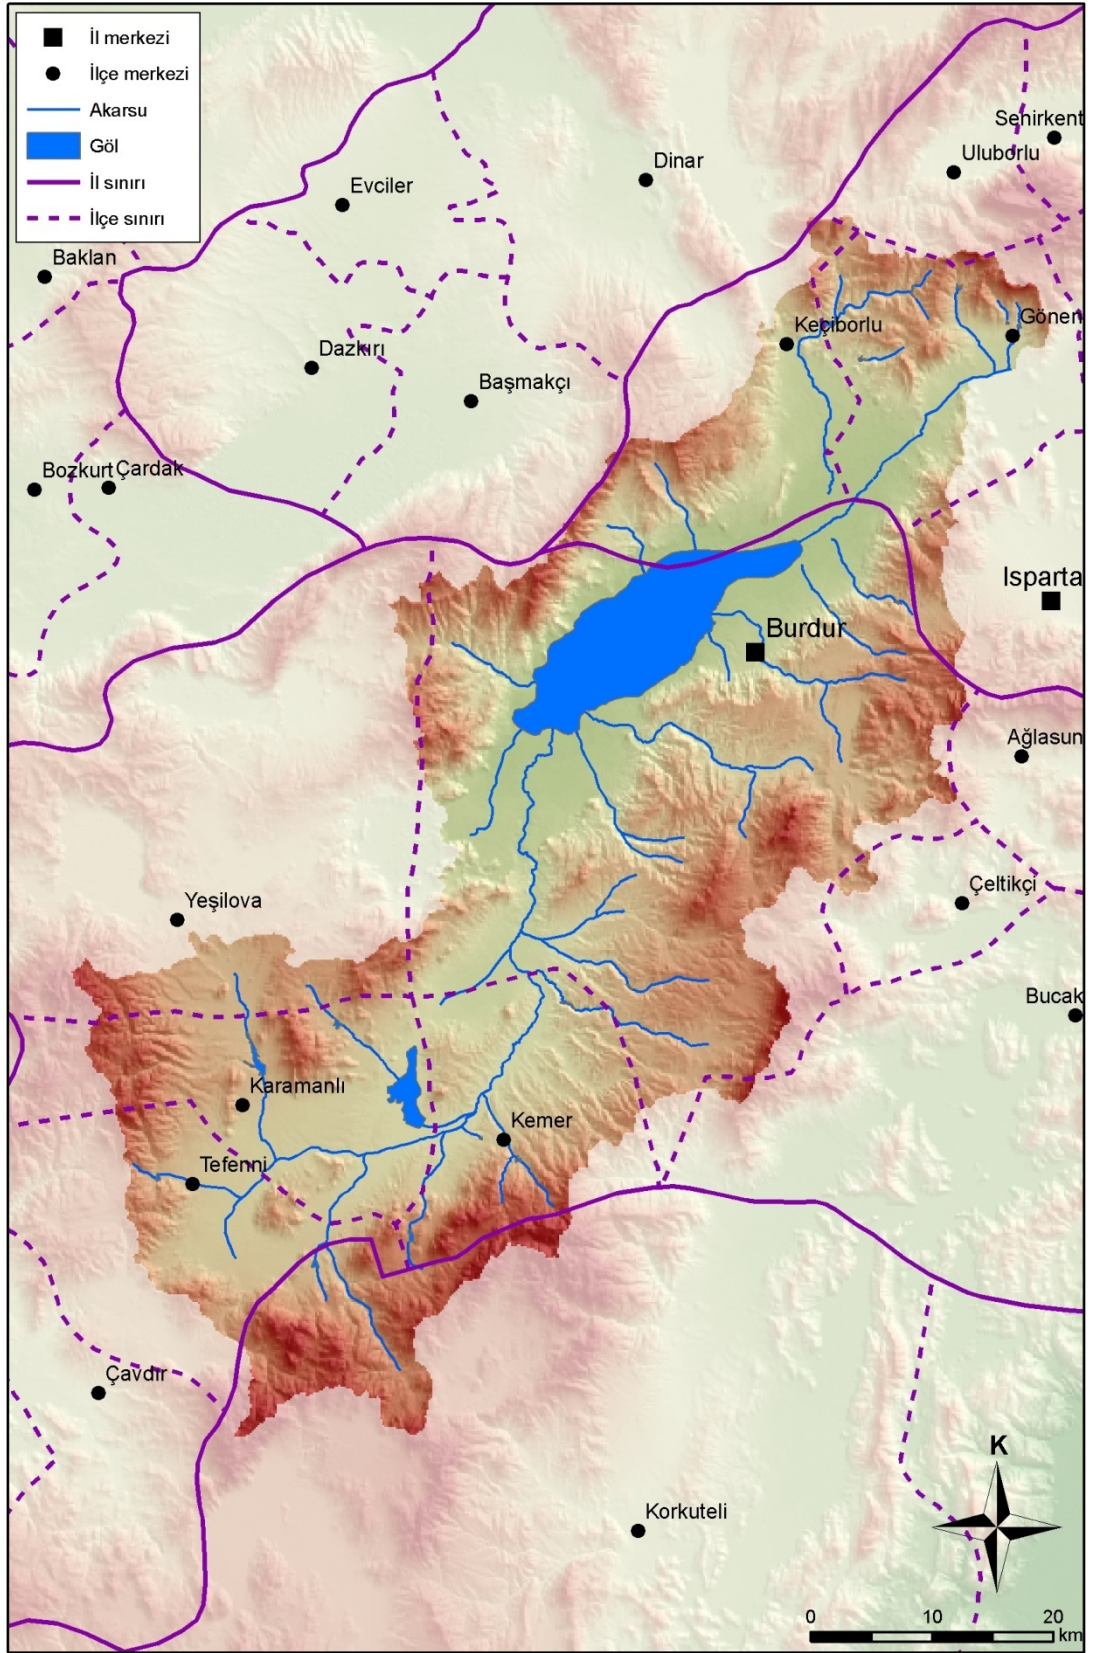 İl merkezi
İlçe merkezi
Akarsu
Göl
İl sınırı
İlçe sınırı
Senirkent
Uluborlu
Dinar
Evciler
Baklan
Keçiborlu
Gönen
Dazkırı
Başmakçı
Bozkurt
Çardak
Isparta
Burdur
Ağlasun
Çeltikçi
Yeşilova
Bucak
Karamanlı
Kemer
Tefenni
Çavdır
K
Korkuteli
0 10 20
km